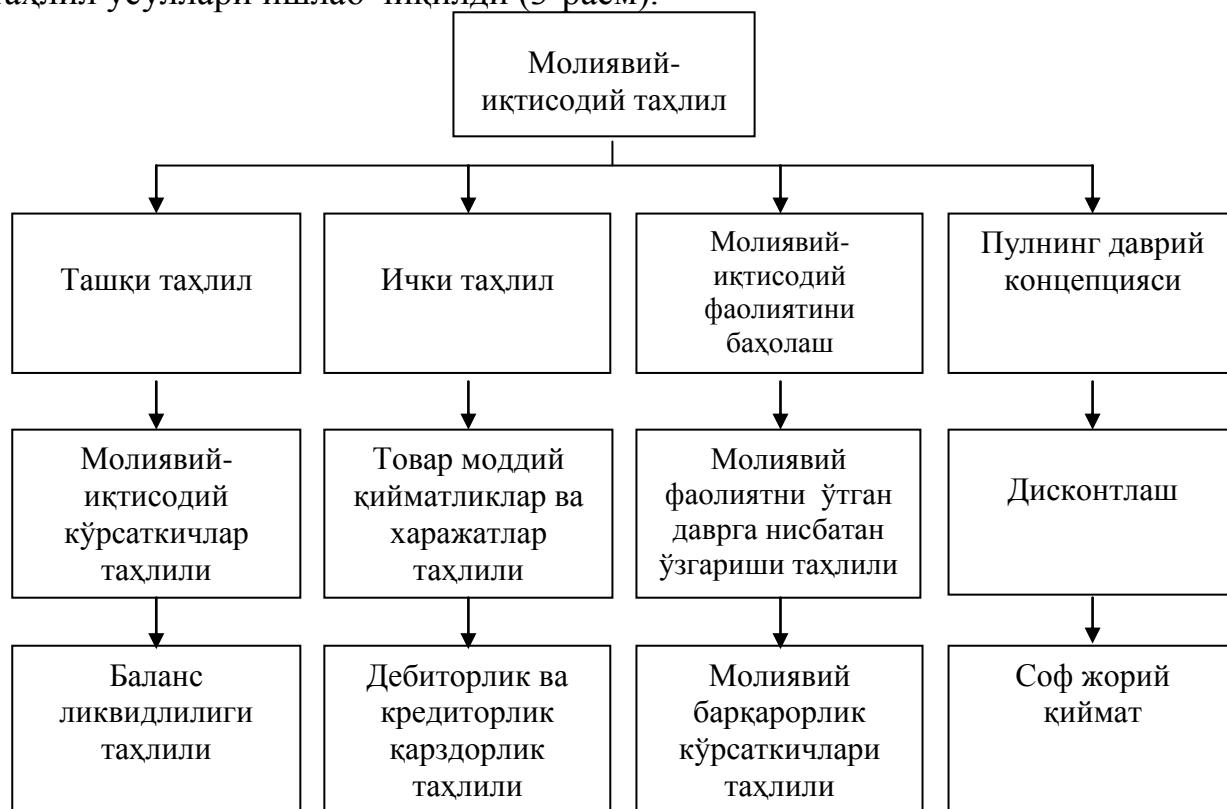 таҳлил усуллари ишлаб чиқилди (3-расм).
Молиявий-
иқтисодий таҳлил
Ташқи таҳлил
Ички таҳлил
Молиявий-
иқтисодий
фаолиятини
баҳолаш
Пулнинг даврий
концепцияси
Молиявий-
иқтисодий
кўрсаткичлар
таҳлили
Товар моддий
қийматликлар ва
харажатлар
таҳлили
Молиявий
фаолиятни ўтган
даврга нисбатан
ўзгариши таҳлили
Дисконтлаш
Баланс
ликвидлилиги
таҳлили
Дебиторлик ва
кредиторлик
қарздорлик
таҳлили
Молиявий
барқарорлик
кўрсаткичлари
таҳлили
Соф жорий
қиймат